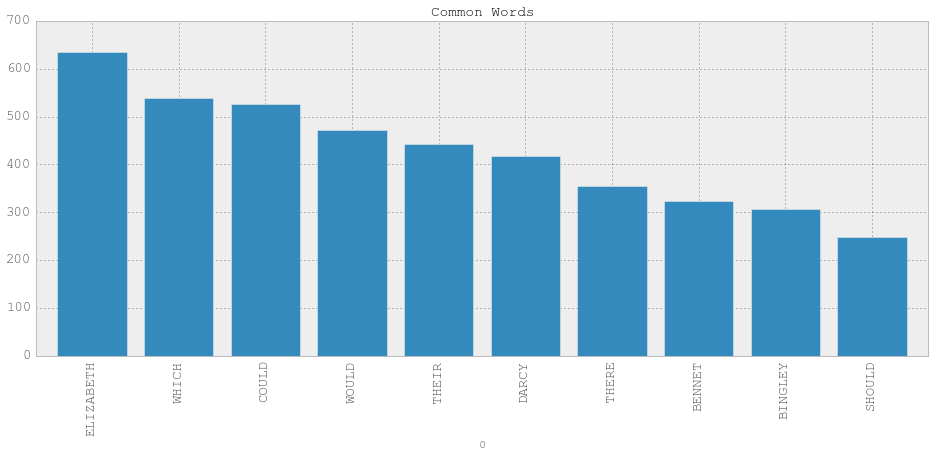 Common Words
700
600
500
400
300
200
100
0
ELIZABETH
WHICH
COULD
WOULD
THEIR
DARCY
THERE
BENNET
BINGLEY
SHOULD
0